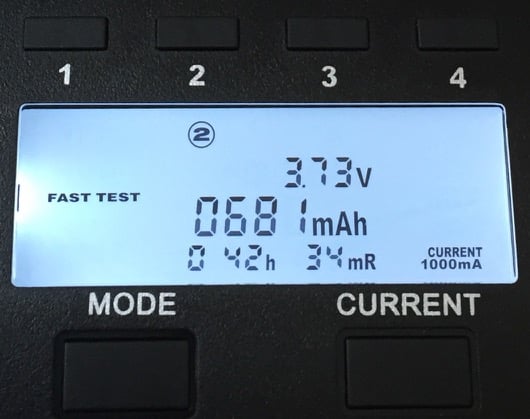 1 2 3 4
②
3.73V
FAST TEST
0681mAh
0 42h 34mR
CURRENT
1000mA
MODE CURRENT